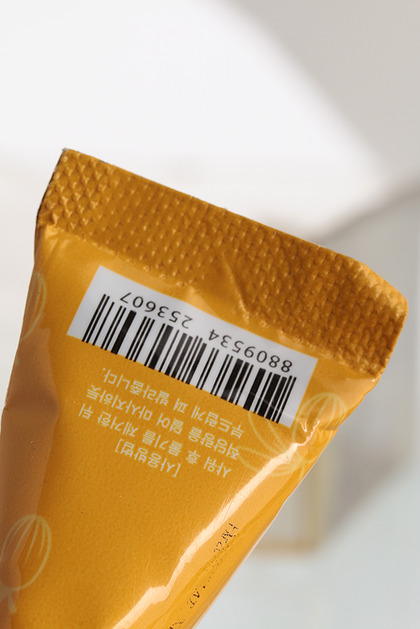 [사용방법]
샤워 후 물기를 제거한 뒤
적당량을 덜어 마사지하듯
부드럽게 펴 발라줍니다.
8809534 253607